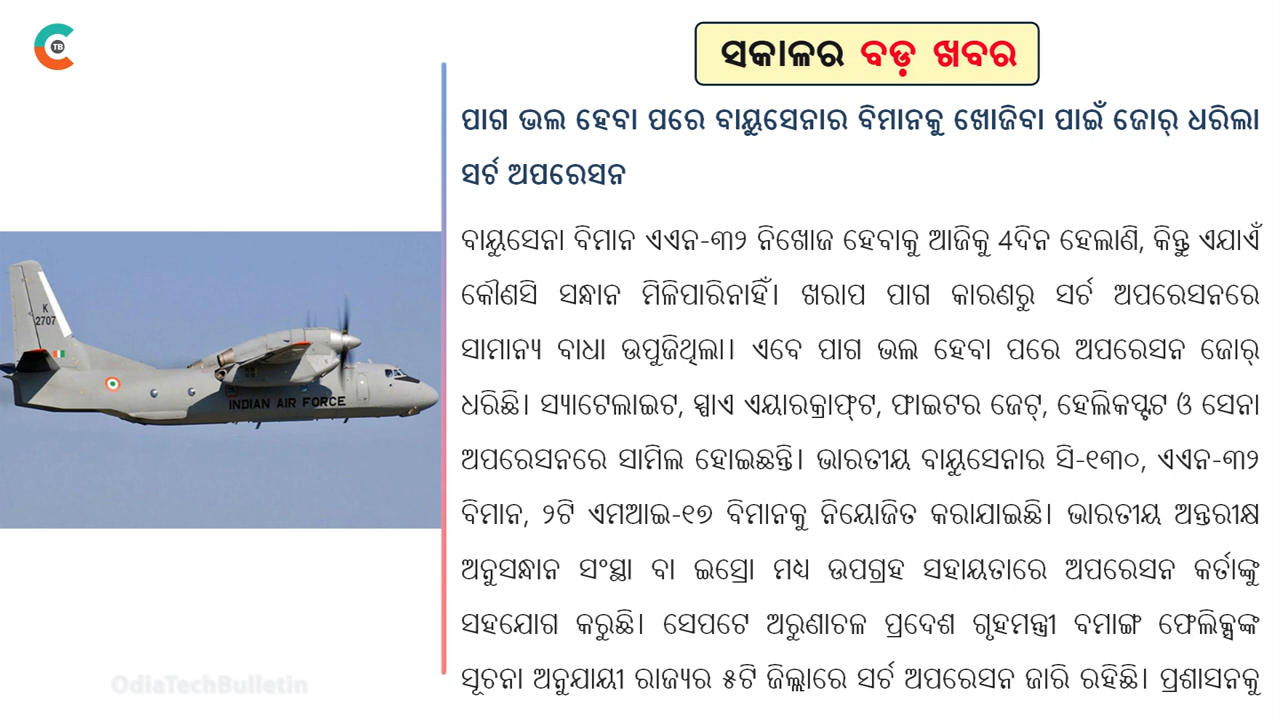 TB
ସକାଳର ବଡ଼ ଖବର
ପାଗ ଭଲ ହେବା ପରେ ବାୟୁସେନାର ବିମାନକୁ ଖୋଜିବା ପାଇଁ ଜୋର୍ ଧରିଲା
ସର୍ଚ ଅପରେସନ
ବାୟୁସେନା ବିମାନ ଏଏନ-୩୨ ନିଖୋଜ ହେବାକୁ ଆଜିକୁ 4ଦିନ ହେଲାଣି, କିନ୍ତୁ ଏଯାଏଁ
କୌଣସି ସନ୍ଧାନ ମିଳିପାରିନାହିଁ। ଖରାପ ପାଗ କାରଣରୁ ସର୍ଚ ଅପରେସନରେ
ସାମାନ୍ୟ ବାଧା ଉପୁଜିଥିଲା। ଏବେ ପାଗ ଭଲ ହେବା ପରେ ଅପରେସନ ଜୋର୍
ଧରିଛି। ସ୍ୟାଟେଲାଇଟ, ସ୍ପାଏ ଏୟାରକ୍ରାଫ୍ଟ, ଫାଇଟର ଜେଟ୍, ହେଲିକପ୍ଟଟ ଓ ସେନା
ଅପରେସନରେ ସାମିଲ ହୋଇଛନ୍ତି। ଭାରତୀୟ ବାୟୁସେନାର ସି-୧୩୦, ଏଏନ-୩୨
ବିମାନ, ୨ଟି ଏମଆଇ-୧୭ ବିମାନକୁ ନିୟୋଜିତ କରାଯାଇଛି। ଭାରତୀୟ ଅନ୍ତରୀକ୍ଷ
ଅନୁସନ୍ଧାନ ସଂସ୍ଥା ବା ଇସ୍ରୋ ମଧ୍ୟ ଉପଗ୍ରହ ସହାୟତାରେ ଅପରେସନ କର୍ତାଙ୍କୁ
ସହଯୋଗ କରୁଛି। ସେପଟେ ଅରୁଣାଚଳ ପ୍ରଦେଶ ଗୃହମନ୍ତ୍ରୀ ବମାଙ୍ଗ ଫେଲିକ୍ସଙ୍କ
ସୂଚନା ଅନୁଯାୟୀ ରାଜ୍ୟର ୫ଟି ଜିଲ୍ଲାରେ ସର୍ଚ ଅପରେସନ ଜାରି ରହିଛି। ପ୍ରଶାସନକୁ
K
2707
INDIAN AIR FORCE
OdiaTechBulletin